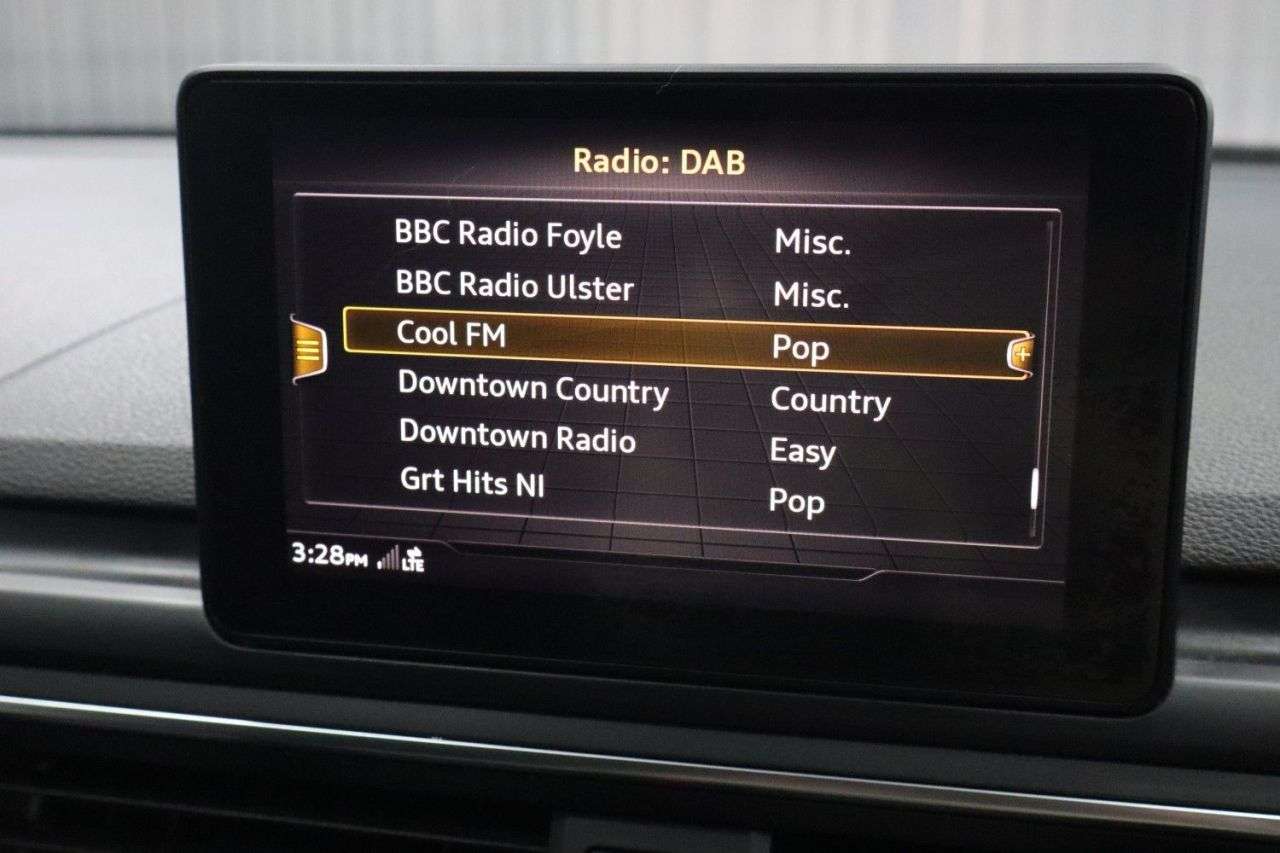 Radio: DAB
BBC Radio Foyle Misc.
BBC Radio Ulster Misc.
Cool FM Pop
Downtown Country Country
Downtown Radio Easy
Grt Hits NI Pop
3:28PM LTE